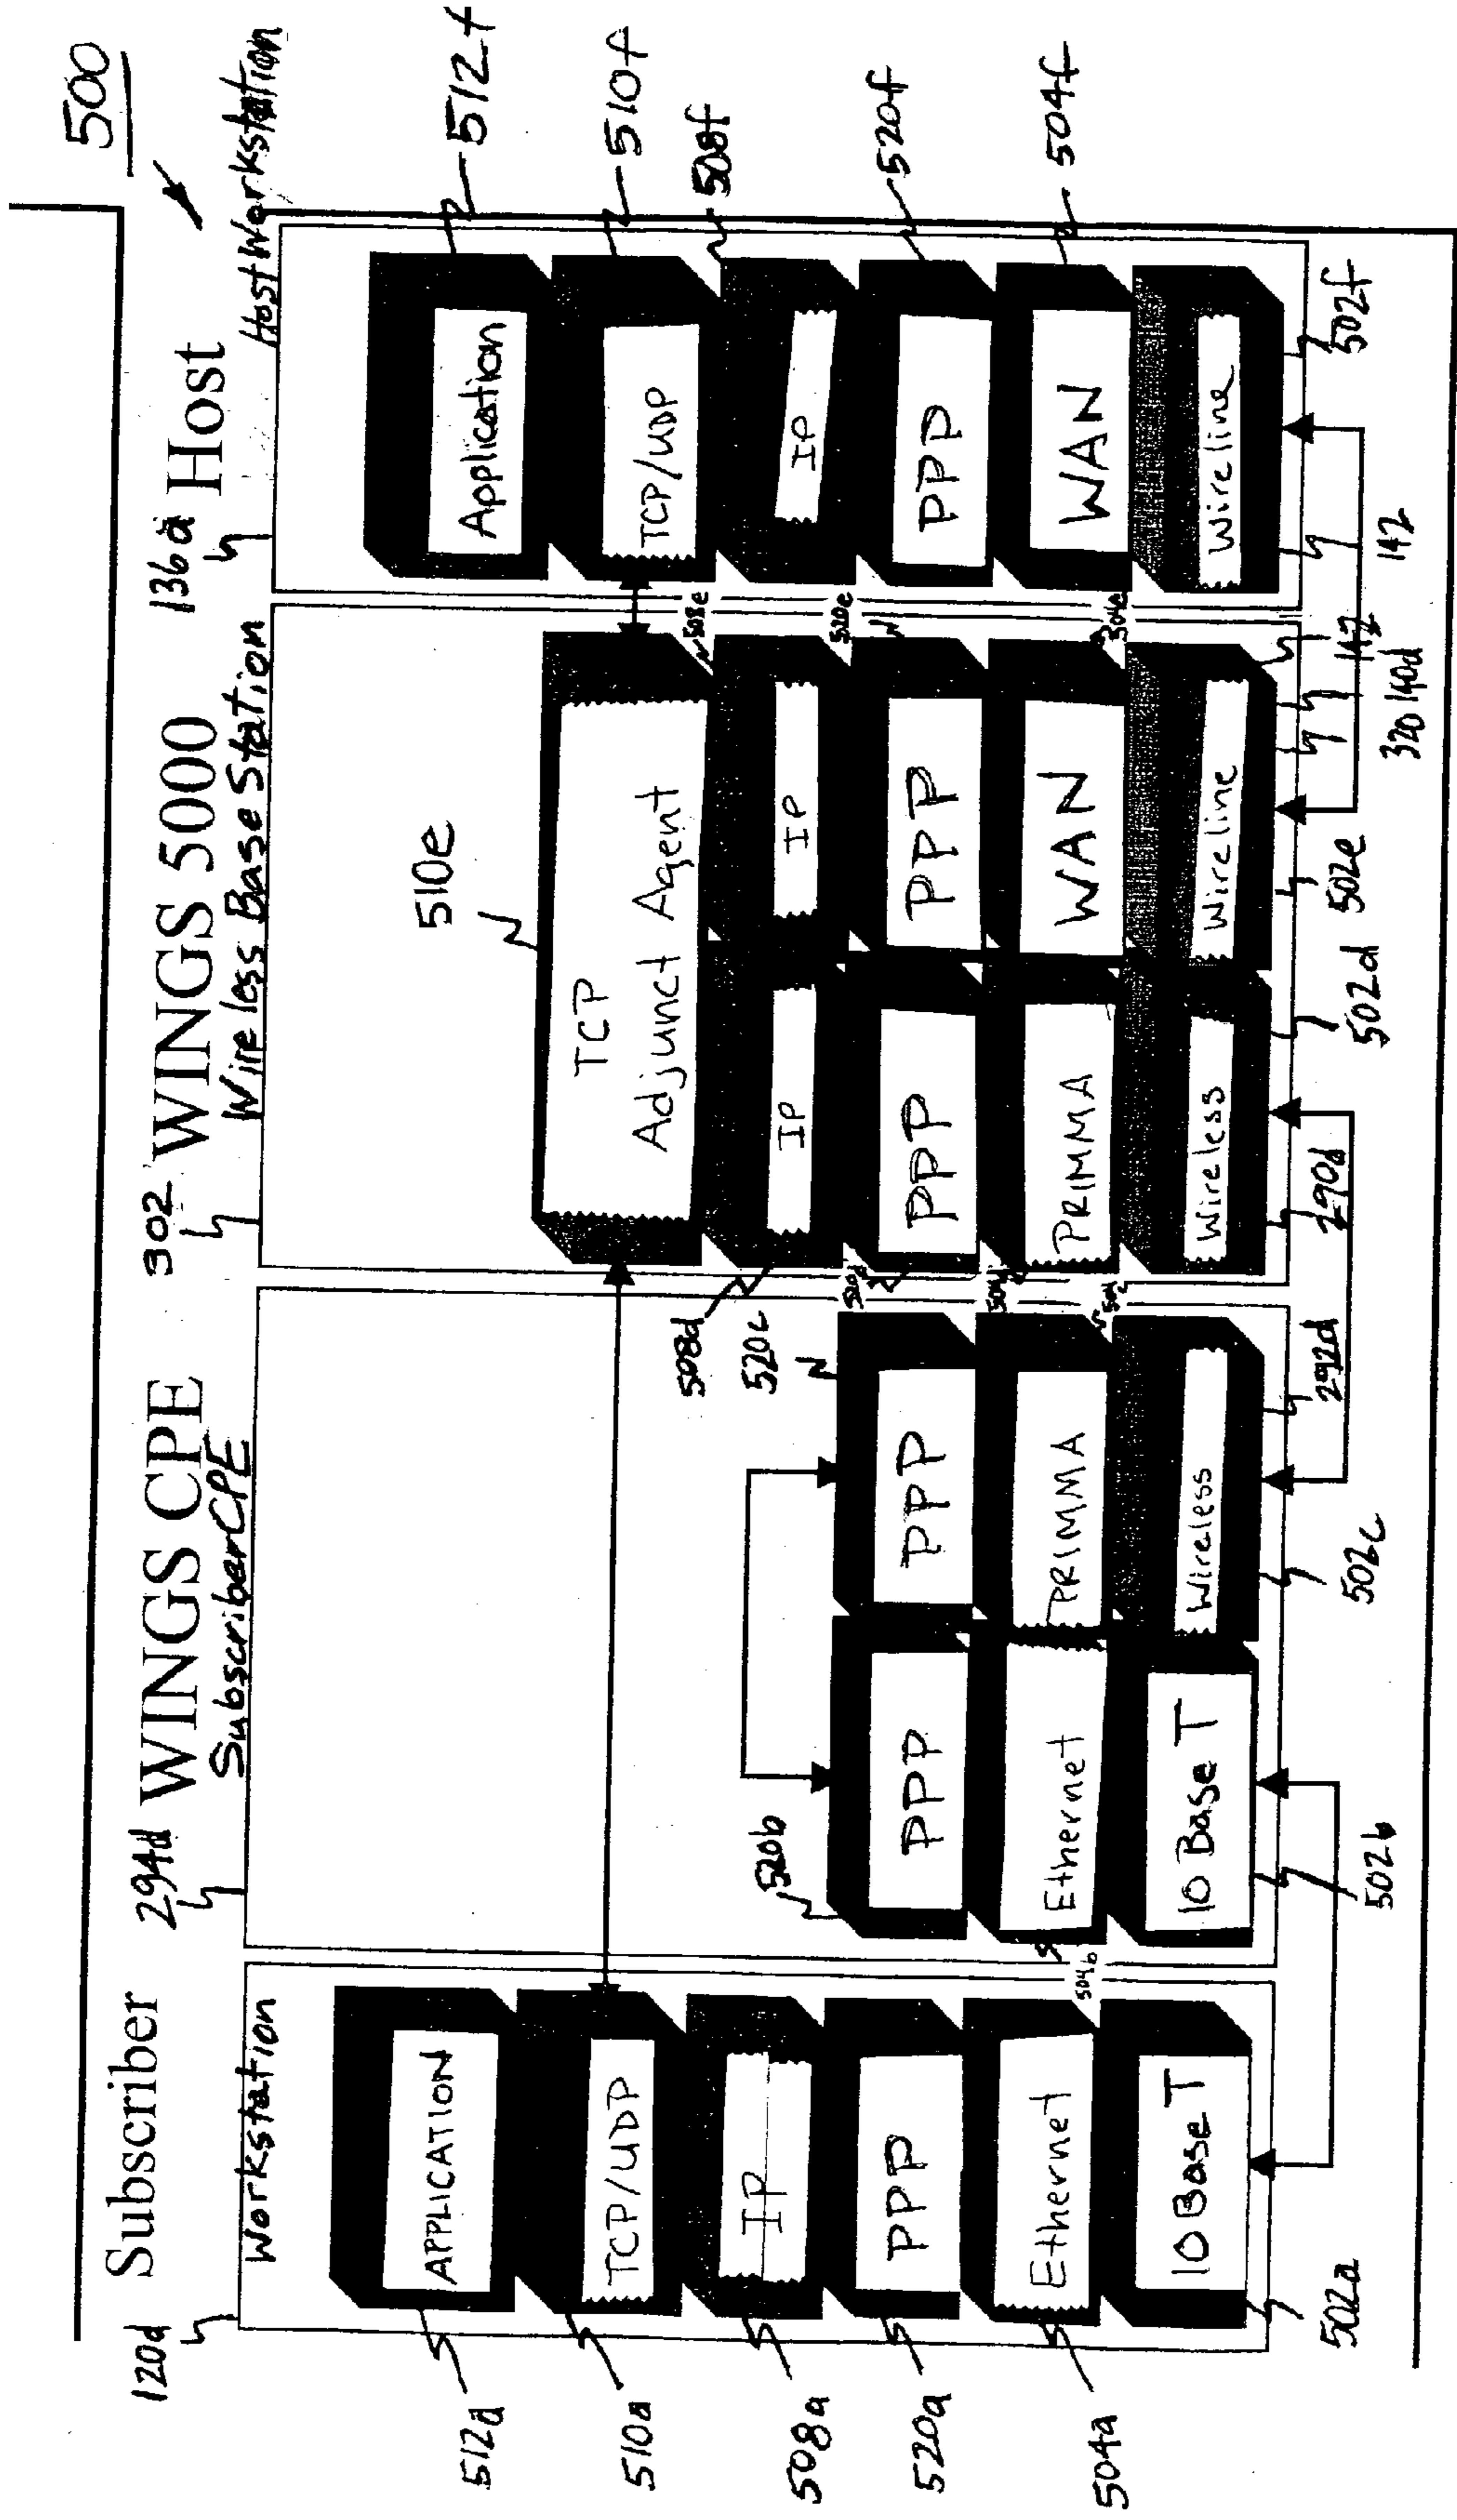 500
120d Subscriber
Workstation
294d WINGS CPE
Subscriber CPE
302 WINGS 5000
Wireless Base Station
136a Host
Host Workstation
512a
APPLICATION
510a
TCP/UDP
508a
IP
520a
PPP
504a
Ethernet
10 Base T
502a
520b
PPP
504b
Ethernet
10 Base T
502b
520c
PPP
PRIMMA
Wireless
502c
292d
510e
TCP
Adjunct Agent
508d
IP
PPP
PRIMMA
Wireless
290d
502d
508e
IP
520e
PPP
WAN
Wireline
502e
320
140d
142
512f
Application
510f
TCP/UDP
508f
IP
520f
PPP
504f
WAN
Wireline
142
502f